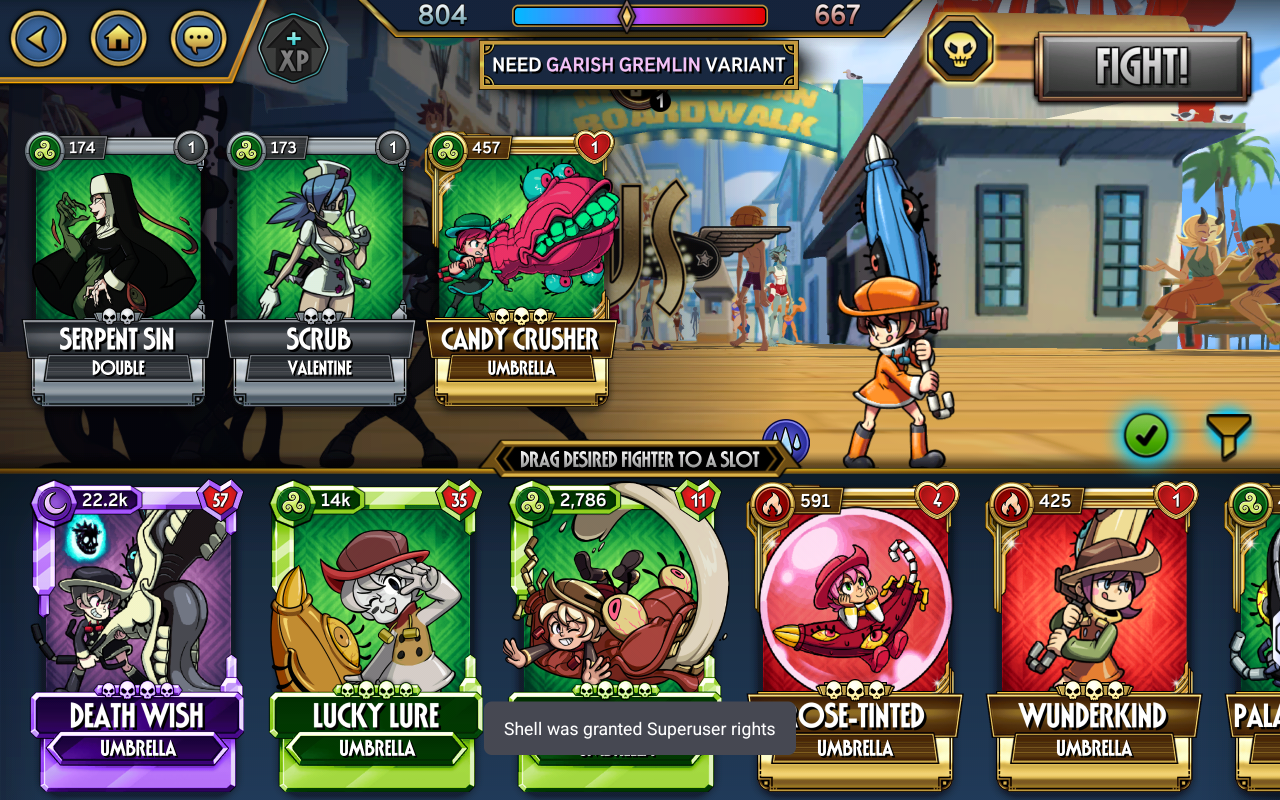 804
667
+
XP
NEED GARISH GREMLIN VARIANT
FIGHT!
1
BOARDWALK
174
1
173
1
457
1
SERPENT SIN
DOUBLE
SCRUB
VALENTINE
CANDY CRUSHER
UMBRELLA
DRAG DESIRED FIGHTER TO A SLOT
22.2k
57
14k
35
2,786
11
591
4
425
1
DEATH WISH
UMBRELLA
LUCKY LURE
UMBRELLA
OSE-TINTED
UMBRELLA
WUNDERKIND
UMBRELLA
PALA
Shell was granted Superuser rights